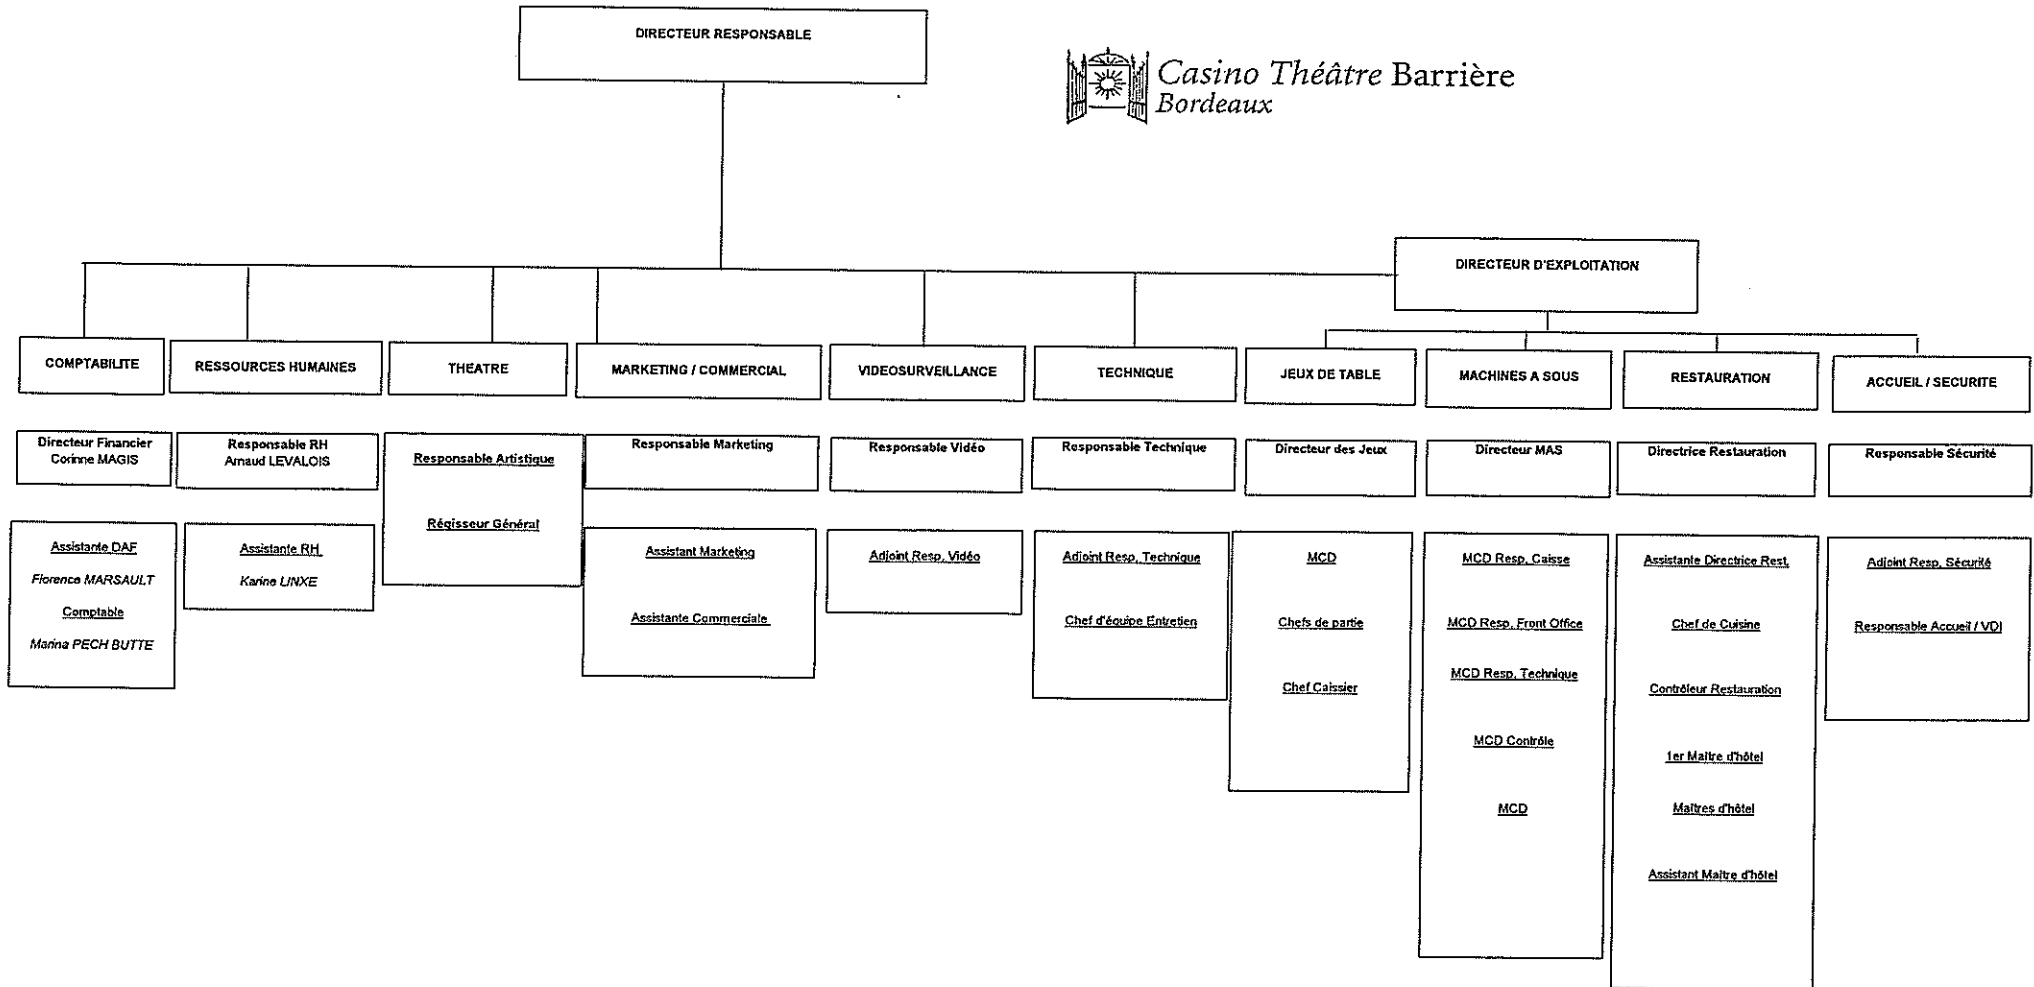 DIRECTEUR RESPONSABLE
Casino Théâtre Barrière
Bordeaux
DIRECTEUR D'EXPLOITATION
COMPTABILITE
RESSOURCES HUMAINES
THEATRE
MARKETING / COMMERCIAL
VIDEOSURVEILLANCE
TECHNIQUE
JEUX DE TABLE
MACHINES A SOUS
RESTAURATION
ACCUEIL / SECURITE
Directeur Financier
Corinne MAGIS
Responsable RH
Arnaud LEVALOIS
Responsable Artistique
Régisseur Général
Responsable Marketing
Responsable Vidéo
Responsable Technique
Directeur des Jeux
Directeur MAS
Directrice Restauration
Responsable Sécurité
Assistante DAF
Florence MARSAULT
Comptable
Marina PECH BUTTE
Assistante RH
Karine LINXE
Assistant Marketing
Assistante Commerciale
Adjoint Resp. Vidéo
Adjoint Resp. Technique
Chef d'équipe Entretien
MCD
Chefs de partie
Chef Caissier
MCD Resp. Caisse
MCD Resp. Front Office
MCD Resp. Technique
MCD Contrôle
MCD
Assistante Directrice Rest.
Chef de Cuisine
Contrôleur Restauration
1er Maître d'hôtel
Maîtres d'hôtel
Assistant Maître d'hôtel
Adjoint Resp. Sécurité
Responsable Accueil / VDI